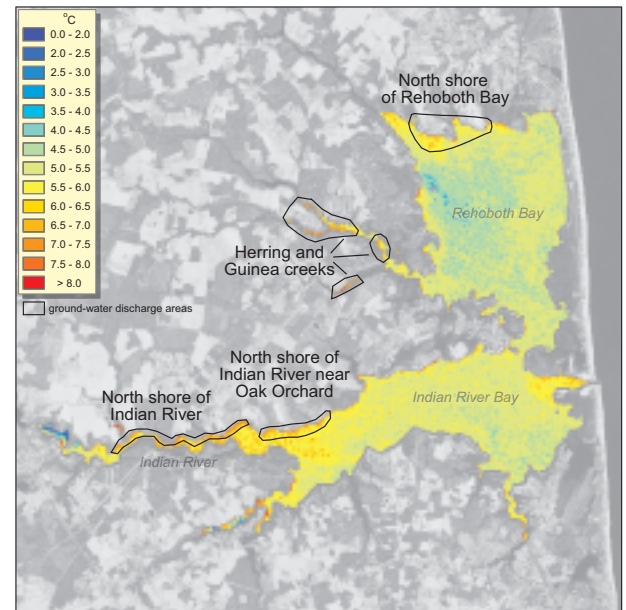 °C
0.0 - 2.0
2.0 - 2.5
2.5 - 3.0
3.0 - 3.5
3.5 - 4.0
4.0 - 4.5
4.5 - 5.0
5.0 - 5.5
5.5 - 6.0
6.0 - 6.5
6.5 - 7.0
7.0 - 7.5
7.5 - 8.0
> 8.0
ground-water discharge areas
North shore
of Rehoboth Bay
Rehoboth Bay
Herring and
Guinea creeks
North shore of
Indian River near
Oak Orchard
North shore of
Indian River
Indian River Bay
Indian River